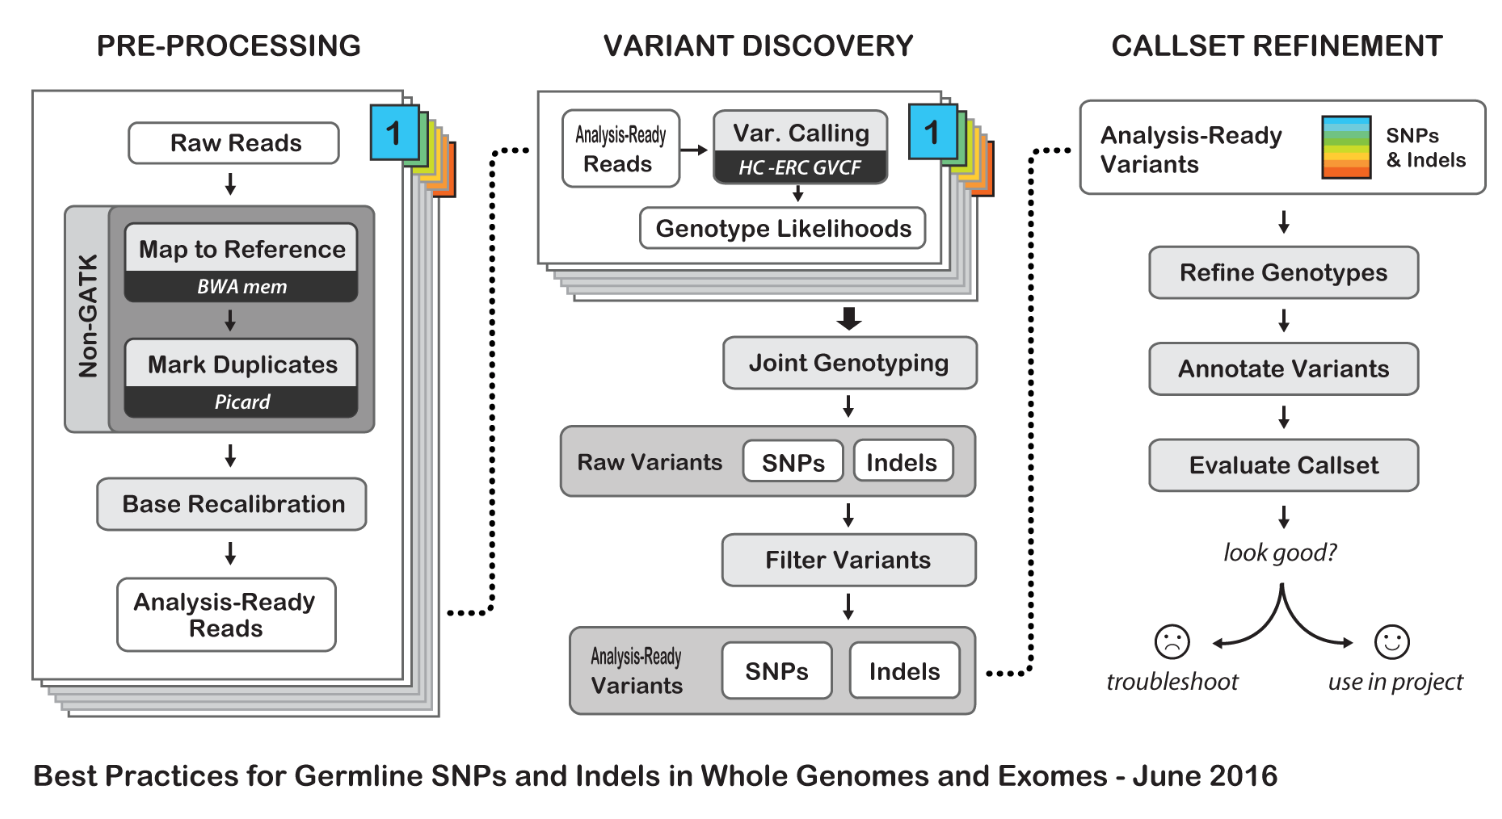 PRE-PROCESSING
1
Raw Reads
Non-GATK
Map to Reference
BWA mem
Mark Duplicates
Picard
Base Recalibration
Analysis-Ready
Reads
VARIANT DISCOVERY
1
Analysis-Ready
Reads
Var. Calling
HC -ERC GVCF
Genotype Likelihoods
Joint Genotyping
Raw Variants
SNPs
Indels
Filter Variants
Analysis-Ready
Variants
SNPs
Indels
CALLSET REFINEMENT
Analysis-Ready
Variants
SNPs
& Indels
Refine Genotypes
Annotate Variants
Evaluate Callset
look good?
troubleshoot
use in project
Best Practices for Germline SNPs and Indels in Whole Genomes and Exomes - June 2016